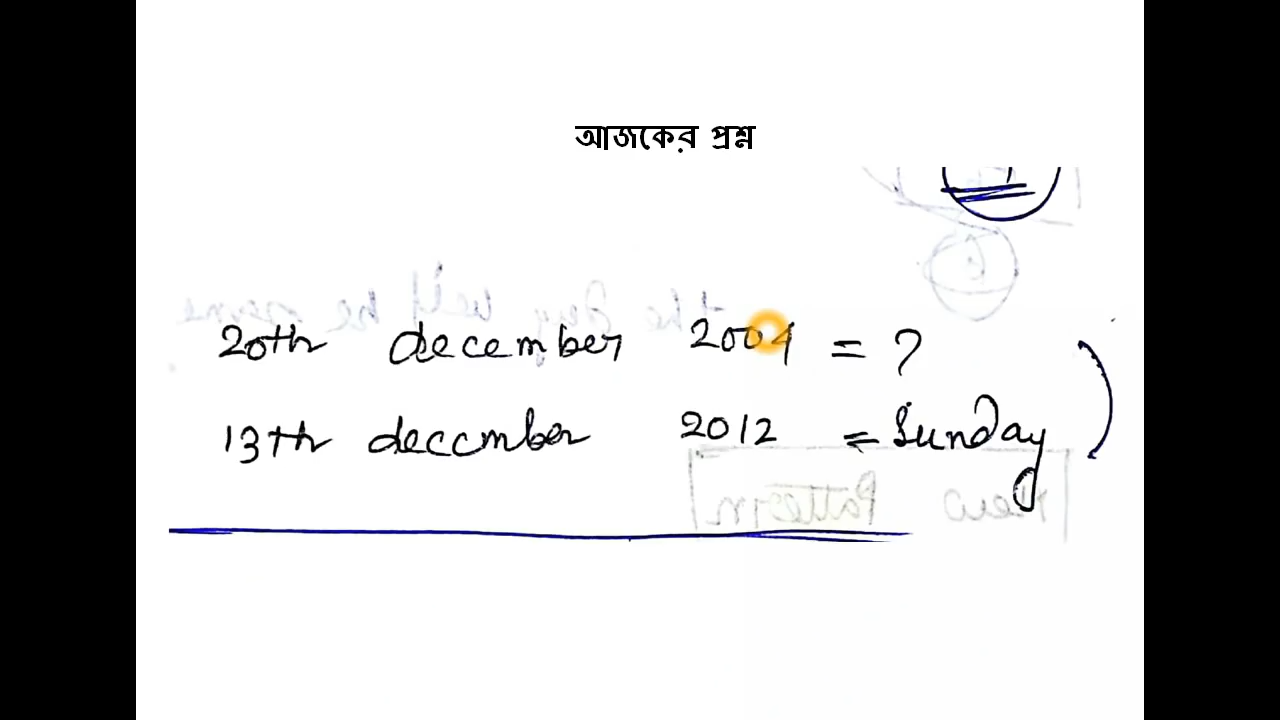 আজকের প্রশ্ন
20th december 2004 = ?
13th december 2012 = Sunday